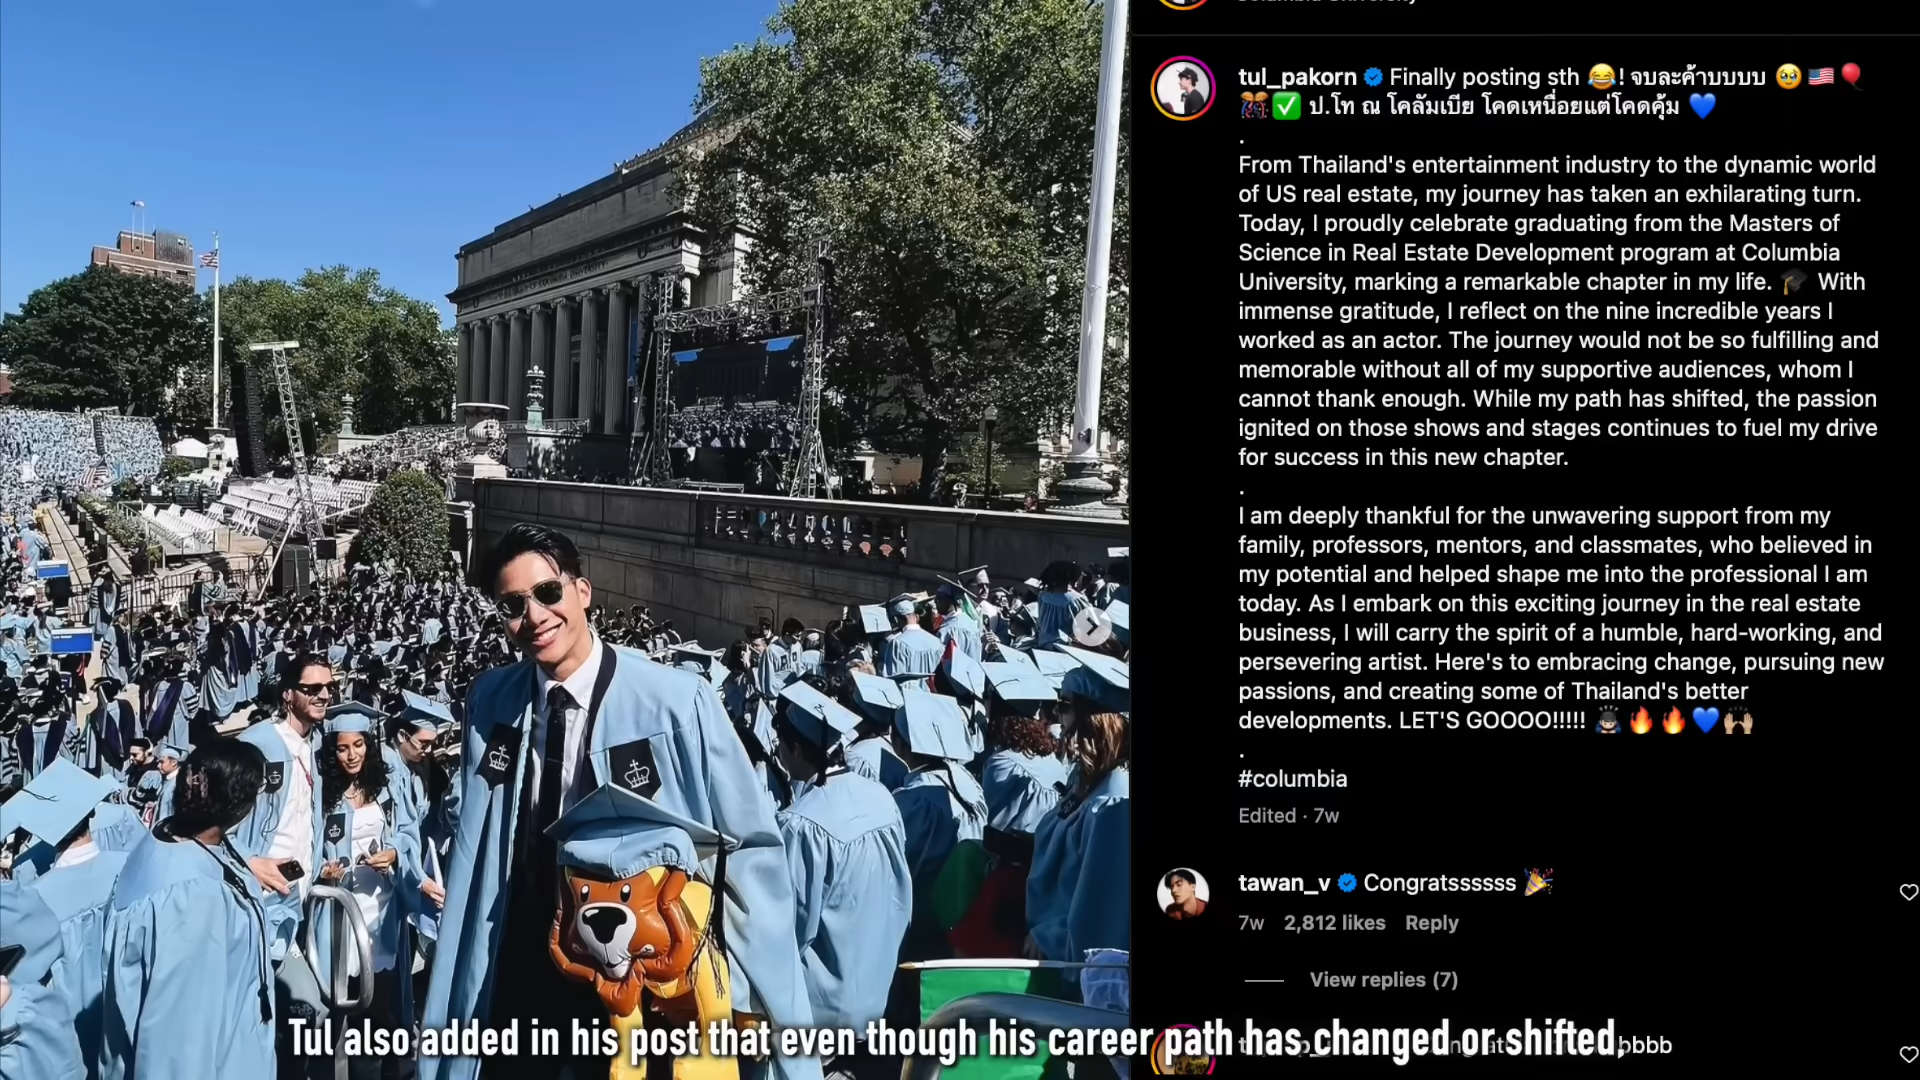 tul_pakorn Finally posting sth 😂! จบละค้าบบบบ 🥹🇺🇸🎈
🎊✅ ป.โท ณ โคลัมเบีย โคดเหนื่อยแต่โคดคุ้ม 💙
.
From Thailand's entertainment industry to the dynamic world
of US real estate, my journey has taken an exhilarating turn.
Today, I proudly celebrate graduating from the Masters of
Science in Real Estate Development program at Columbia
University, marking a remarkable chapter in my life. 🎓 With
immense gratitude, I reflect on the nine incredible years I
worked as an actor. The journey would not be so fulfilling and
memorable without all of my supportive audiences, whom I
cannot thank enough. While my path has shifted, the passion
ignited on those shows and stages continues to fuel my drive
for success in this new chapter.
.
I am deeply thankful for the unwavering support from my
family, professors, mentors, and classmates, who believed in
my potential and helped shape me into the professional I am
today. As I embark on this exciting journey in the real estate
business, I will carry the spirit of a humble, hard-working, and
persevering artist. Here's to embracing change, pursuing new
passions, and creating some of Thailand's better
developments. LET'S GOOOO!!!!! 🙇🏻‍♂️🔥🔥💙🙌🏼
.
#columbia
Edited · 7w
tawan_v Congratssssss 🎉
7w 2,812 likes Reply
View replies (7)
Tul also added in his post that even though his career path has changed or shifted,